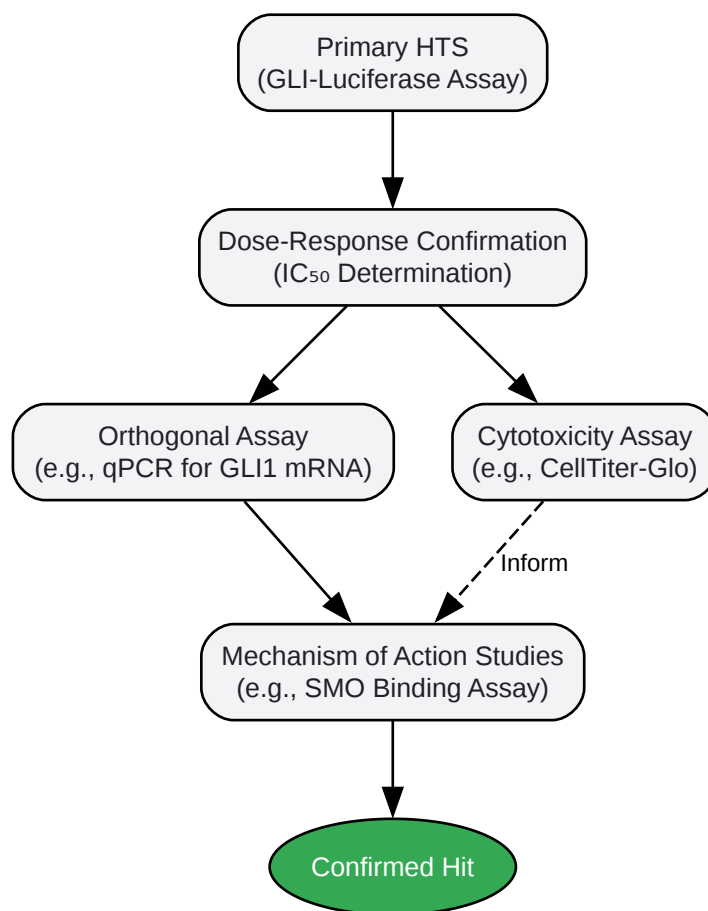 Primary HTS
(GLI-Luciferase Assay)
Dose-Response Confirmation
(IC₅₀ Determination)
Orthogonal Assay
(e.g., qPCR for GLI1 mRNA)
Cytotoxicity Assay
(e.g., CellTiter-Glo)
Inform
Mechanism of Action Studies
(e.g., SMO Binding Assay)
Confirmed Hit